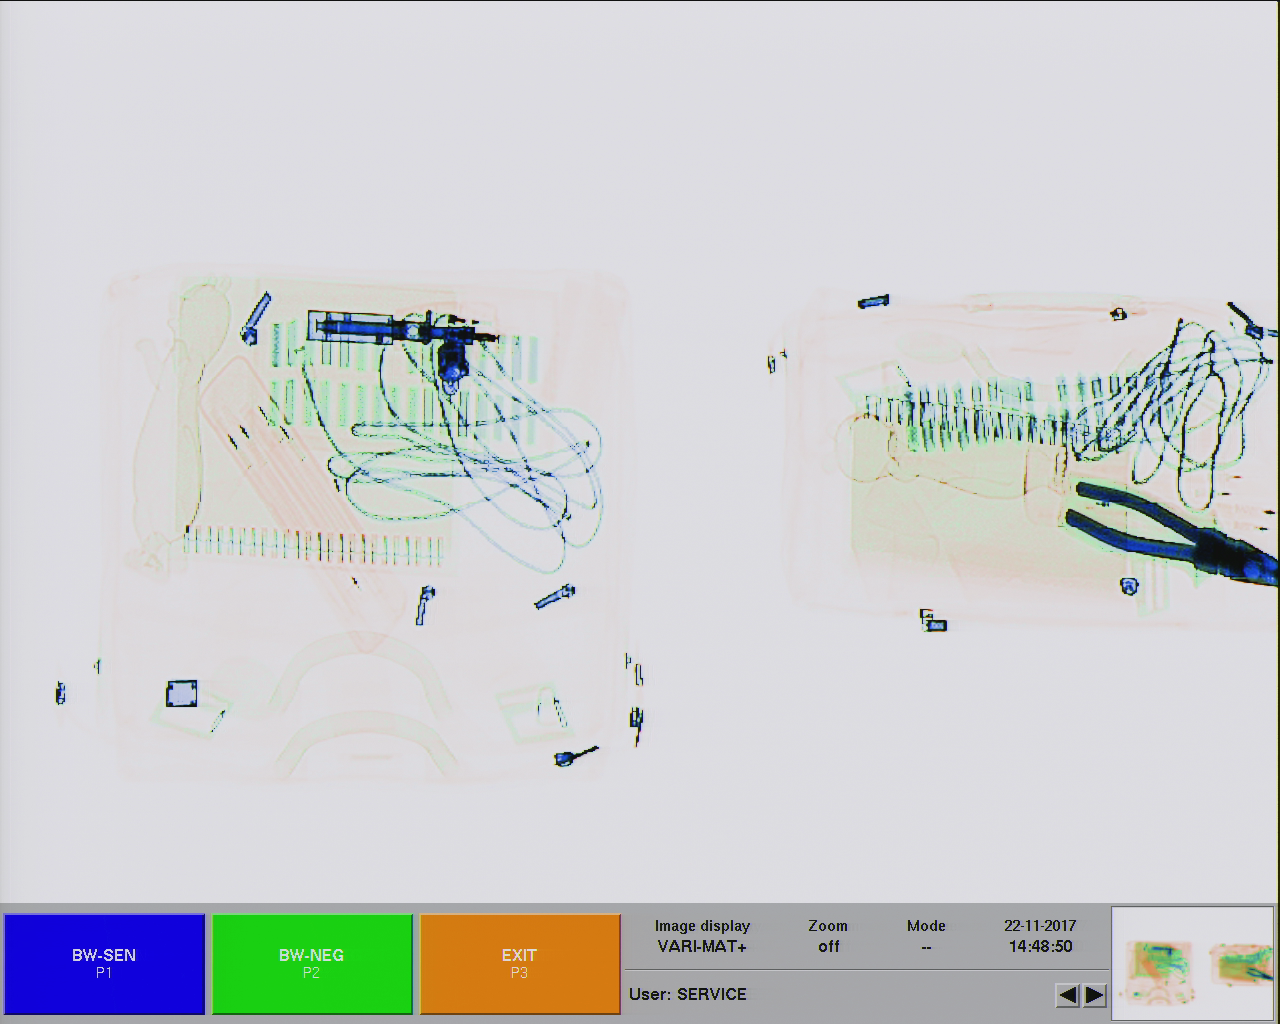 BW-SEN
P1
BW-NEG
P2
EXIT
P3
Image display
VARI-MAT+
Zoom
off
Mode
--
22-11-2017
14:48:50
User: SERVICE